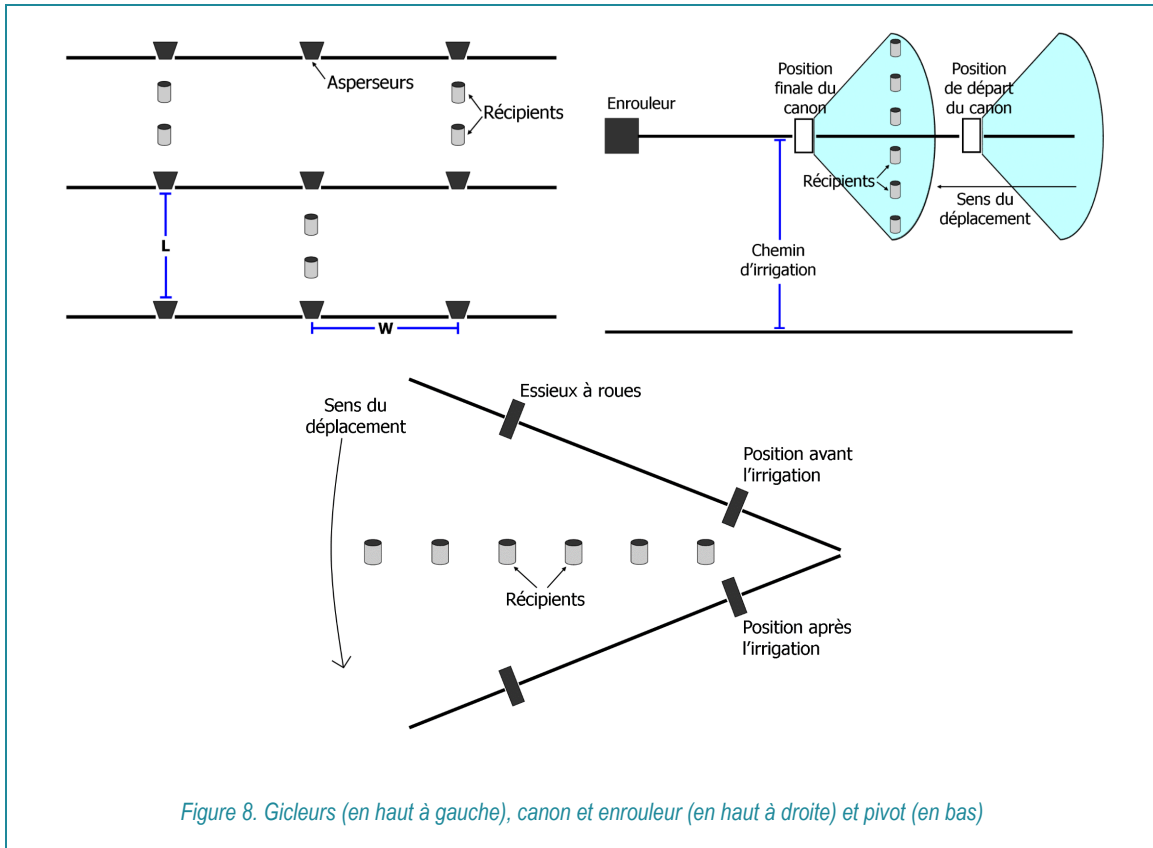 Asperseurs
Récipients
L
W
Enrouleur
Position
finale du
canon
Position
de départ
du canon
Récipients
Sens du
déplacement
Chemin
d'irrigation
Sens du
déplacement
Essieux à roues
Position avant
l'irrigation
Récipients
Position après
l'irrigation
Figure 8. Gicleurs (en haut à gauche), canon et enrouleur (en haut à droite) et pivot (en bas)